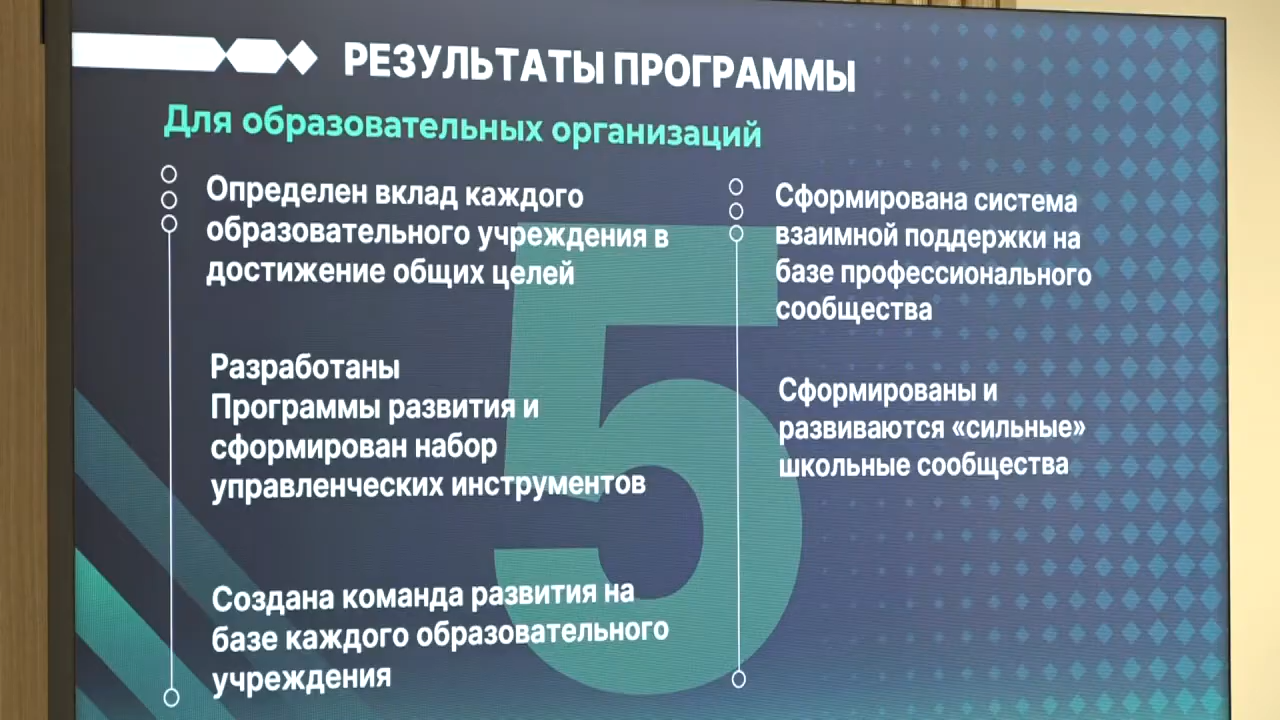 РЕЗУЛЬТАТЫ ПРОГРАММЫ
Для образовательных организаций
Определен вклад каждого
образовательного учреждения в
достижение общих целей
Разработаны
Программы развития и
сформирован набор
управленческих инструментов
Создана команда развития на
базе каждого образовательного
учреждения
5
Сформирована система
взаимной поддержки на
базе профессионального
сообщества
Сформированы и
развиваются «сильные»
школьные сообщества